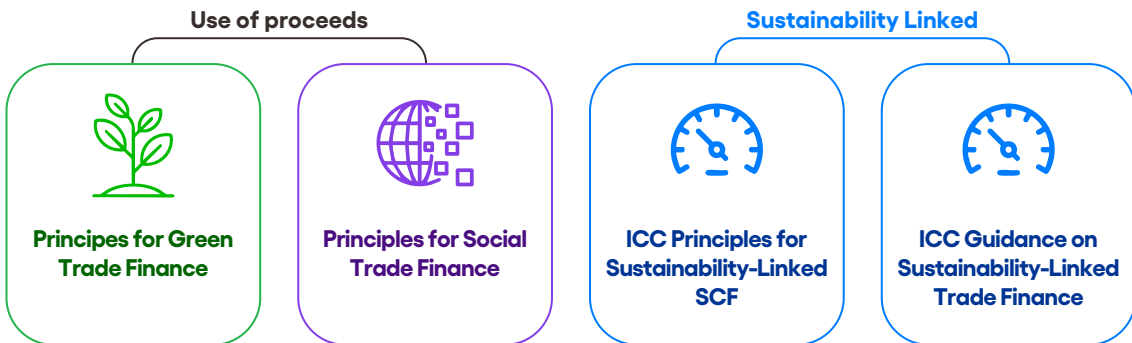 Use of proceeds
Sustainability Linked
Principes for Green
Trade Finance
Principles for Social
Trade Finance
ICC Principles for
Sustainability-Linked
SCF
ICC Guidance on
Sustainability-Linked
Trade Finance